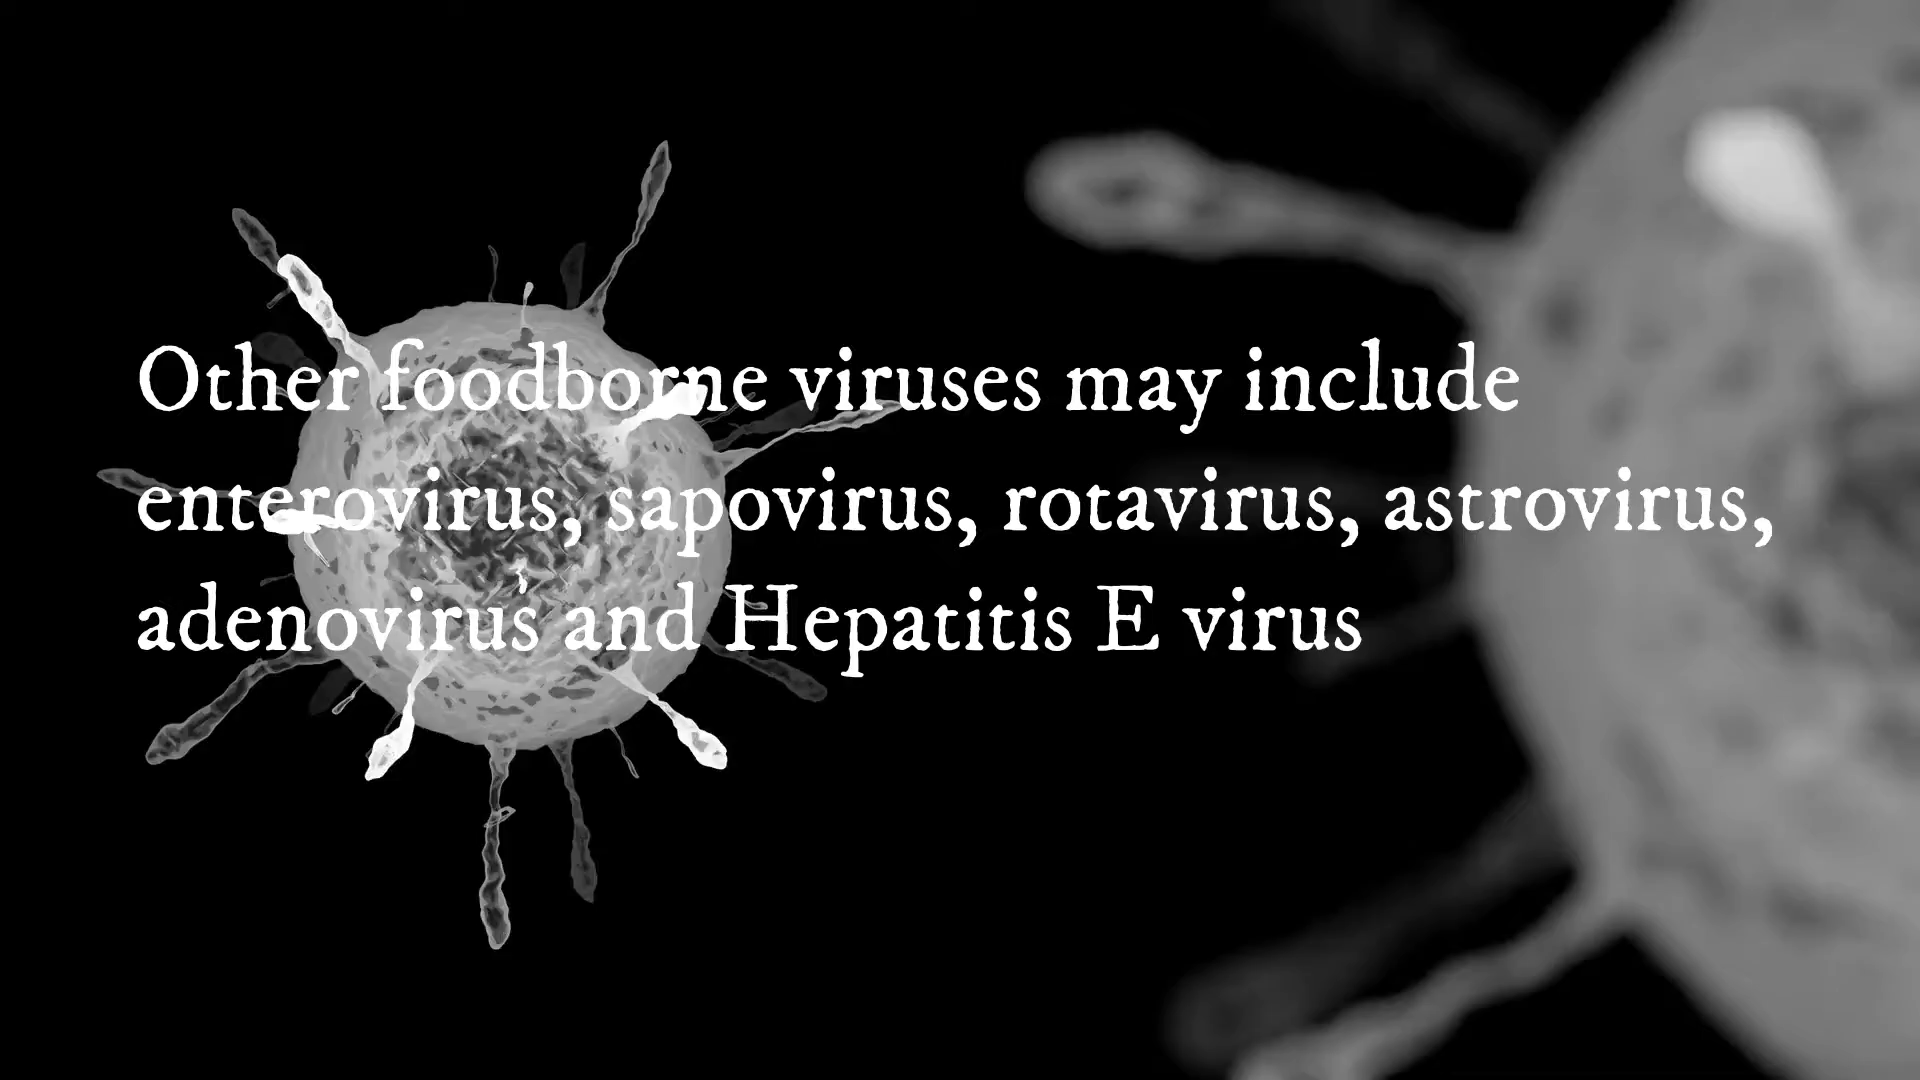 Other foodborne viruses may include
enterovirus, sapovirus, rotavirus, astrovirus,
adenovirus and Hepatitis E virus